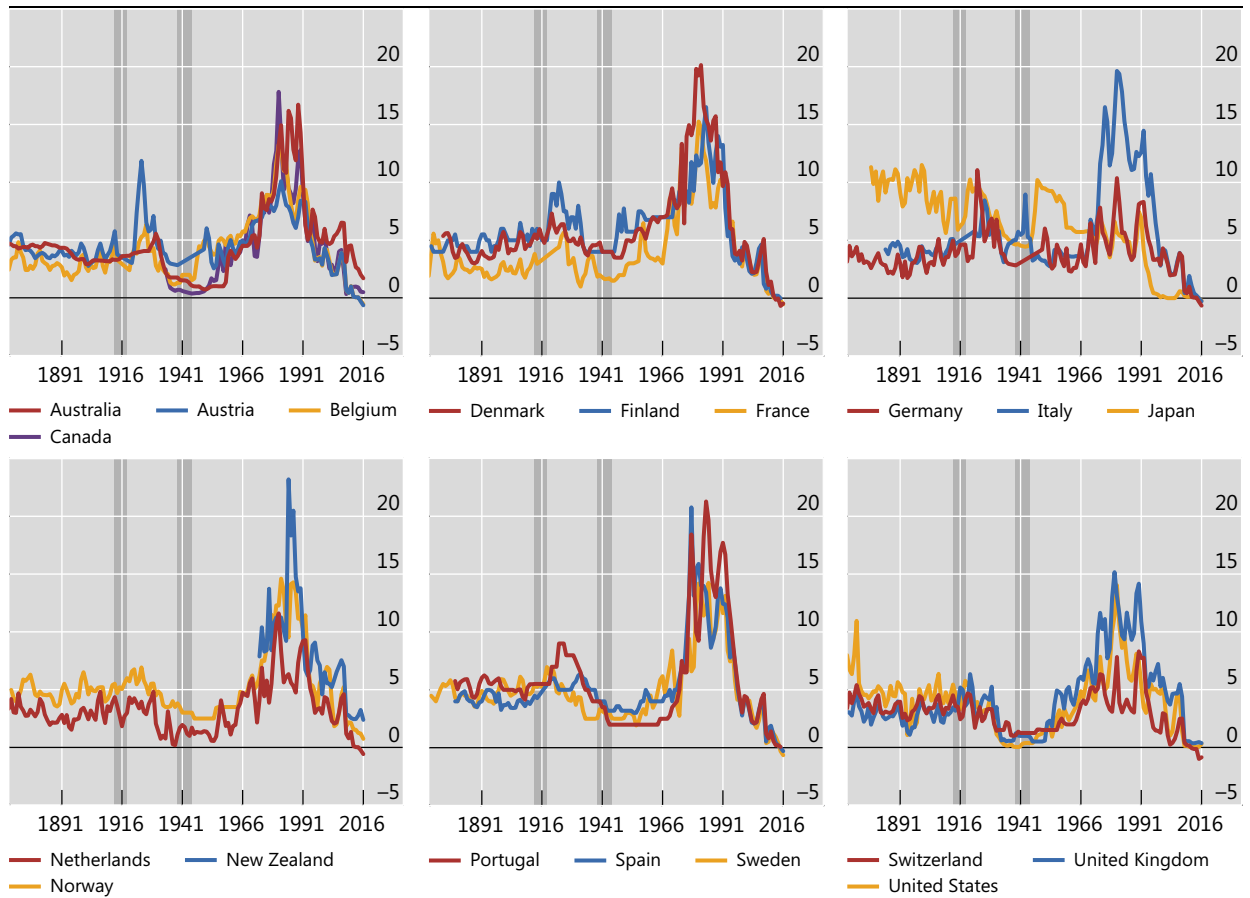 20 20 20
15 15 15
10 10 10
5 5 5
0 0 0
–5 –5 –5
1891 1916 1941 1966 1991 2016 1891 1916 1941 1966 1991 2016 1891 1916 1941 1966 1991 2016
Australia Austria Belgium Denmark Finland France Germany Italy Japan
Canada
20 20 20
15 15 15
10 10 10
5 5 5
0 0 0
–5 –5 –5
1891 1916 1941 1966 1991 2016 1891 1916 1941 1966 1991 2016 1891 1916 1941 1966 1991 2016
Netherlands New Zealand Portugal Spain Sweden Switzerland United Kingdom
Norway United States